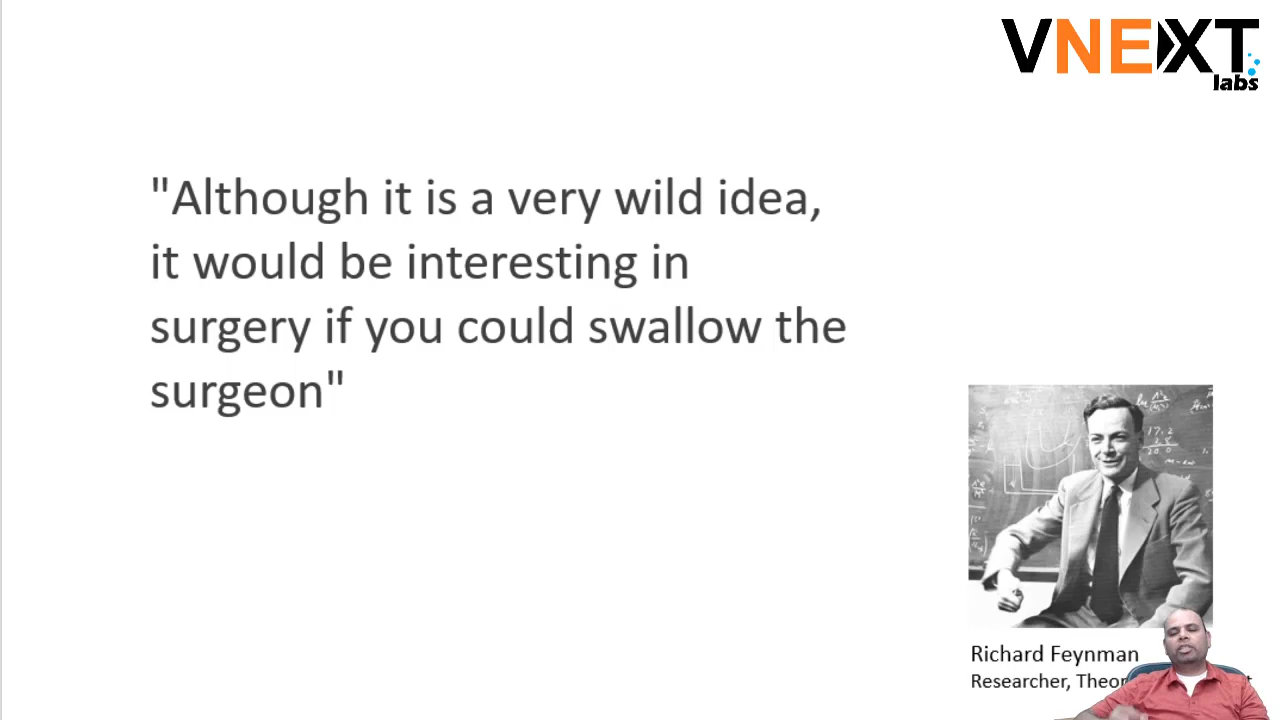 VNEXT
labs
"Although it is a very wild idea,
it would be interesting in
surgery if you could swallow the
surgeon"
Richard Feynman
Researcher,